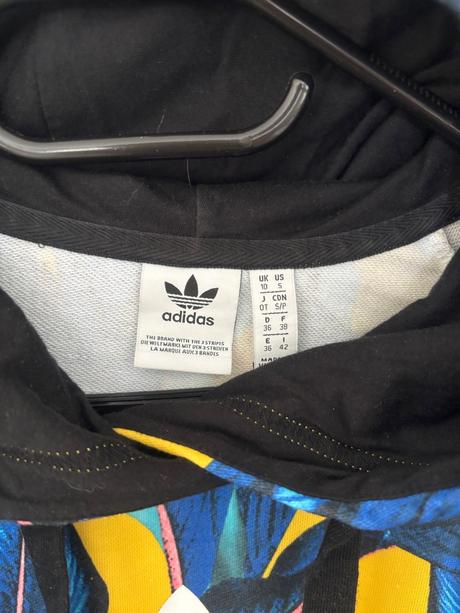 adidas
THE BRAND WITH THE 3 STRIPES
DIE WELTMARKE MIT DEN 3 STREIFEN
LA MARQUE AUX 3 BANDES
UK US
10 S
J CDN
OT S/P
D F
36 38
E I
36 42